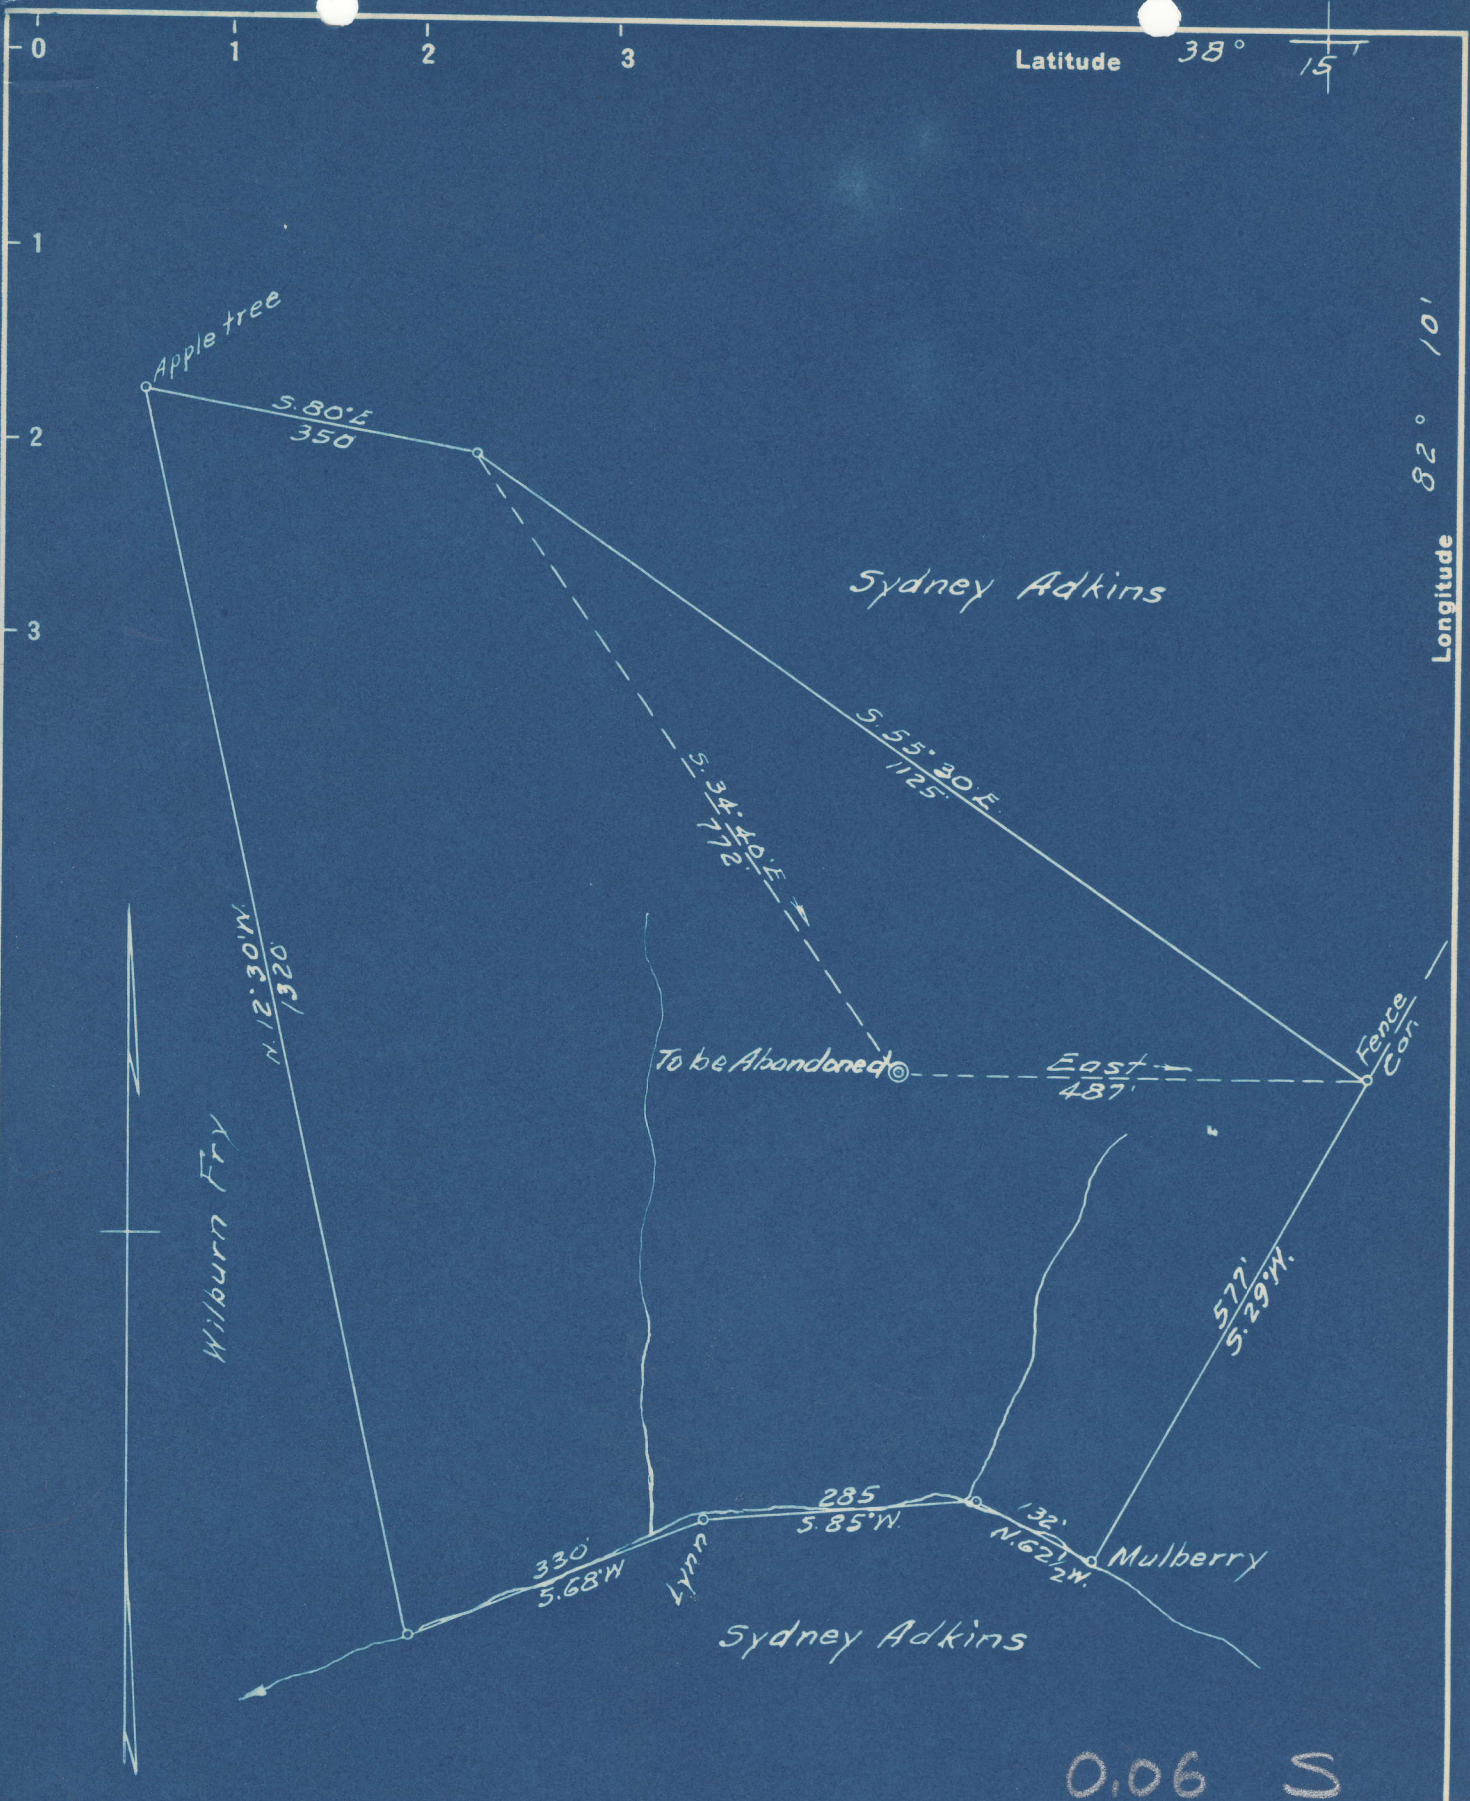 0
1
2
3
Latitude 38° 15'
1
2
3
Longitude 82° 10'
Apple tree
S. 80° E
350
Sydney Adkins
S. 55° 30' E.
1125'
S. 34° 40' E
772'
N. 12° 30' W.
1320'
To be Abandoned
East
487'
Fence
Cor.
Wilburn Fry
577'
S. 29° W.
285
S. 85° W.
132'
N. 62 1/2 W.
Mulberry
330'
S. 68° W
Lynn
Sydney Adkins
0.06 S